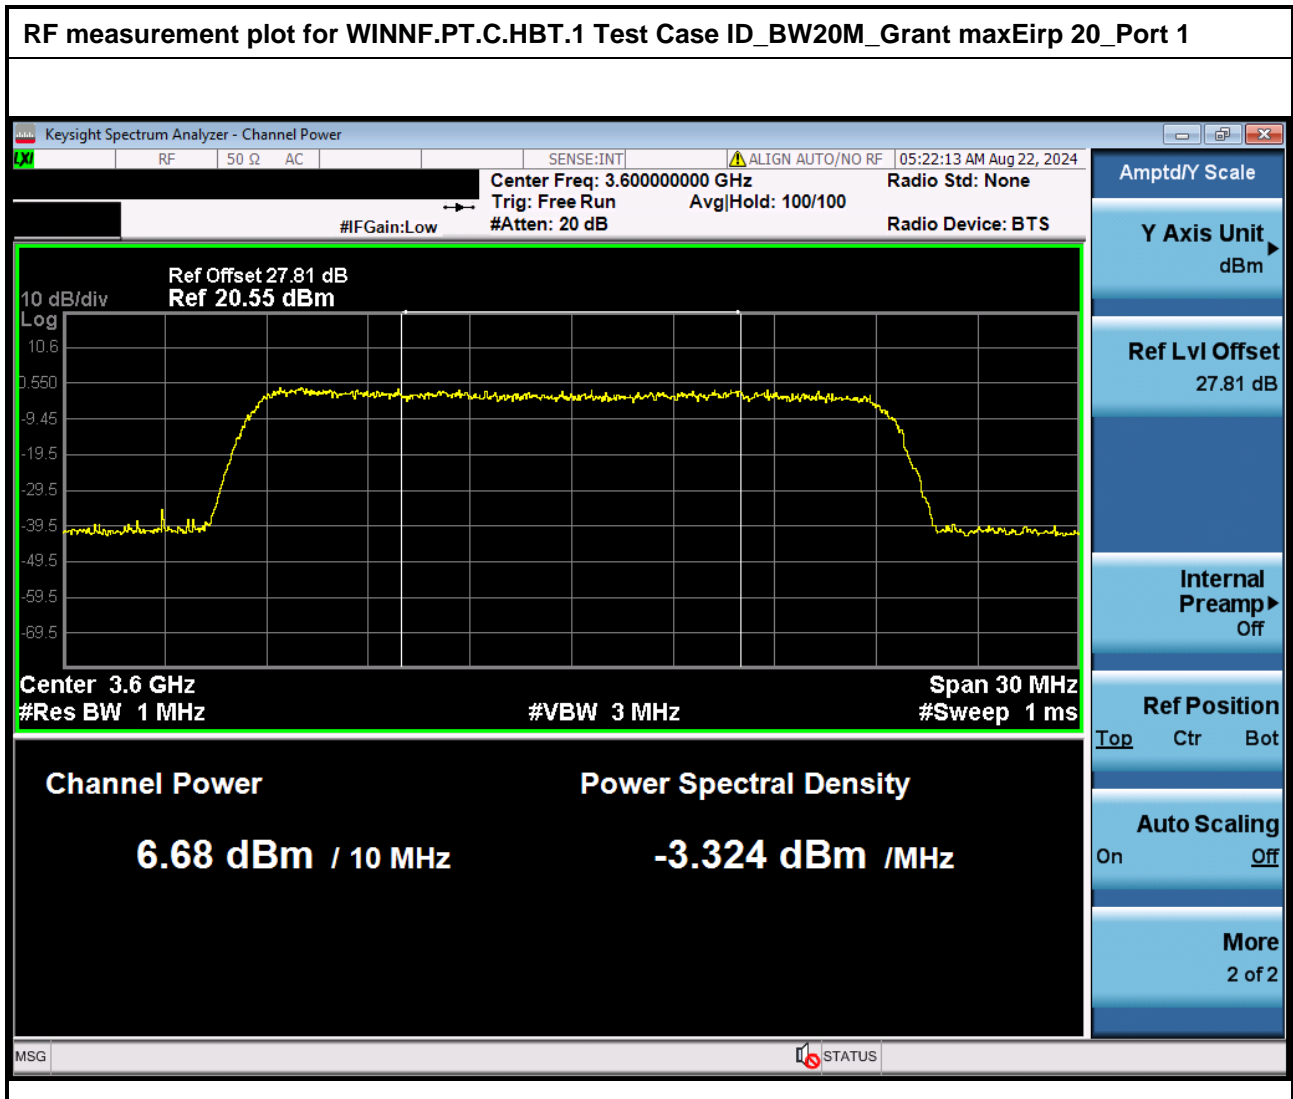 RF measurement plot for WINNF.PT.C.HBT.1 Test Case ID_BW20M_Grant maxEirp 20_Port 1
Keysight Spectrum Analyzer - Channel Power
LXI RF 50 Ω AC SENSE:INT ALIGN AUTO/NO RF 05:22:13 AM Aug 22, 2024
Center Freq: 3.600000000 GHz Radio Std: None
Trig: Free Run Avg|Hold: 100/100
#IFGain:Low #Atten: 20 dB Radio Device: BTS
Ref Offset 27.81 dB
10 dB/div Ref 20.55 dBm
Log
10.6
0.550
-9.45
-19.5
-29.5
-39.5
-49.5
-59.5
-69.5
Center 3.6 GHz Span 30 MHz
#Res BW 1 MHz #VBW 3 MHz #Sweep 1 ms
Channel Power Power Spectral Density
6.68 dBm / 10 MHz -3.324 dBm /MHz
Amptd/Y Scale
Y Axis Unit
dBm
Ref Lvl Offset
27.81 dB
Internal
Preamp
Off
Ref Position
Top Ctr Bot
Auto Scaling
On Off
More
2 of 2
MSG STATUS